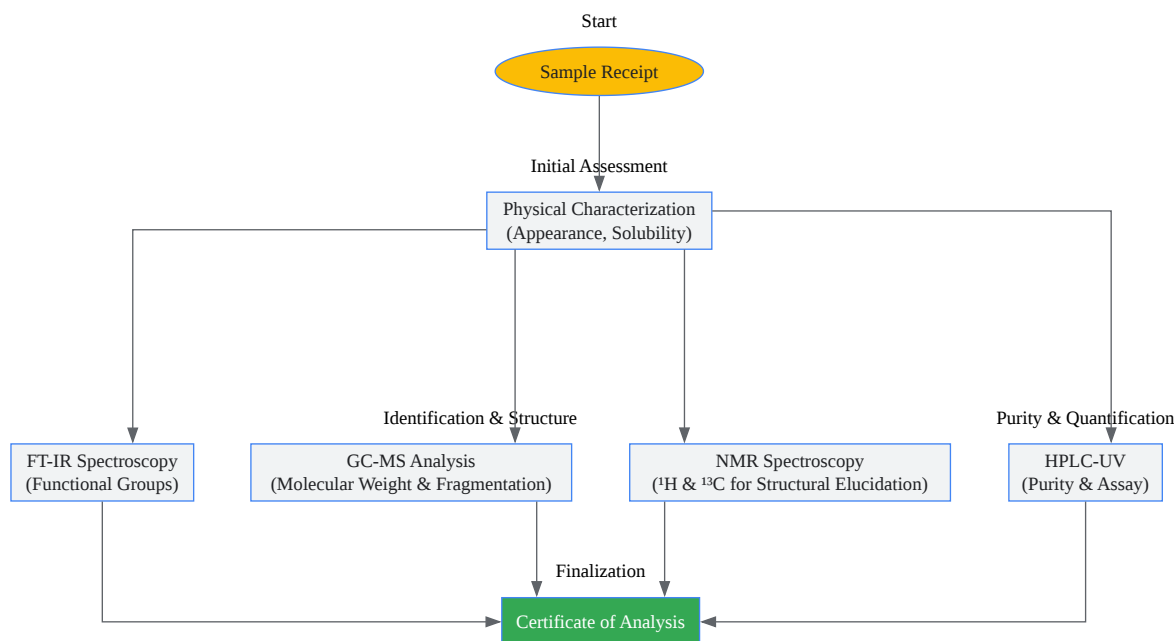 Start
Sample Receipt
Initial Assessment
Physical Characterization
(Appearance, Solubility)
Identification & Structure
Purity & Quantification
FT-IR Spectroscopy
(Functional Groups)
GC-MS Analysis
(Molecular Weight & Fragmentation)
NMR Spectroscopy
(¹H & ¹³C for Structural Elucidation)
HPLC-UV
(Purity & Assay)
Finalization
Certificate of Analysis